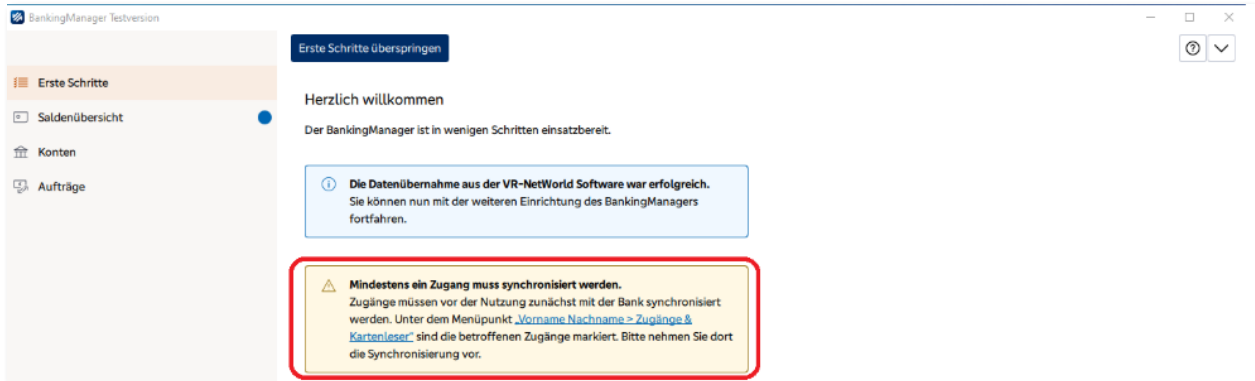 BankingManager Testversion
Erste Schritte überspringen
Erste Schritte
Saldenübersicht
Konten
Aufträge
Herzlich willkommen
Der BankingManager ist in wenigen Schritten einsatzbereit.
Die Datenübernahme aus der VR-NetWorld Software war erfolgreich.
Sie können nun mit der weiteren Einrichtung des BankingManagers
fortfahren.
Mindestens ein Zugang muss synchronisiert werden.
Zugänge müssen vor der Nutzung zunächst mit der Bank synchronisiert
werden. Unter dem Menüpunkt „Vorname Nachname > Zugänge &
Kartenleser" sind die betroffenen Zugänge markiert. Bitte nehmen Sie dort
die Synchronisierung vor.